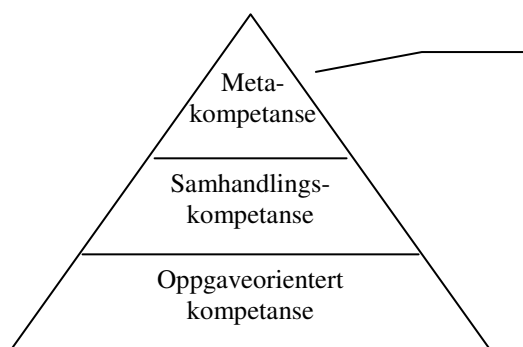 Meta-
kompetanse
Samhandlings-
kompetanse
Oppgaveorientert
kompetanse